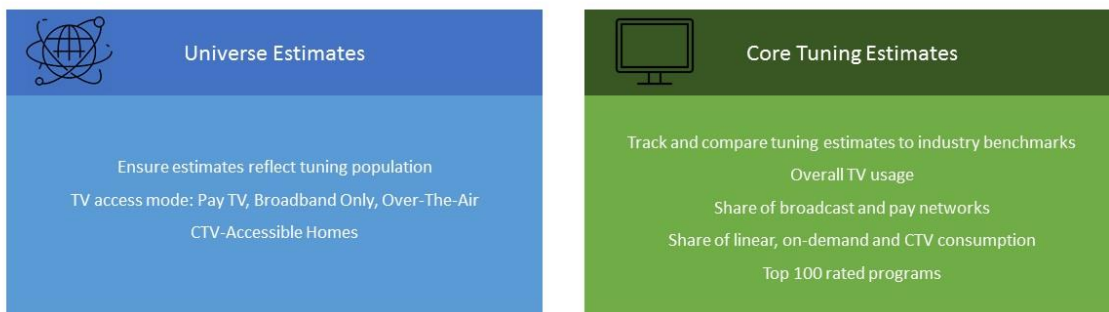 Universe Estimates
Ensure estimates reflect tuning population
TV access mode: Pay TV, Broadband Only, Over-The-Air
CTV-Accessible Homes
Core Tuning Estimates
Track and compare tuning estimates to industry benchmarks
Overall TV usage
Share of broadcast and pay networks
Share of linear, on-demand and CTV consumption
Top 100 rated programs